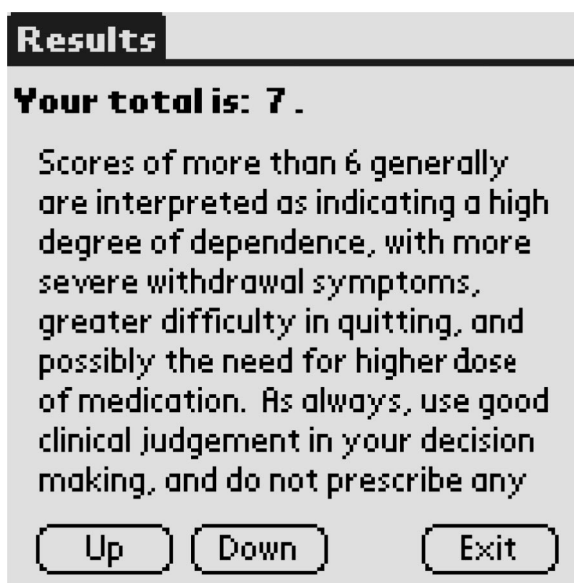 Results
Your total is: 7.
Scores of more than 6 generally
are interpreted as indicating a high
degree of dependence, with more
severe withdrawal symptoms,
greater difficulty in quitting, and
possibly the need for higher dose
of medication. As always, use good
clinical judgement in your decision
making, and do not prescribe any
Up Down Exit